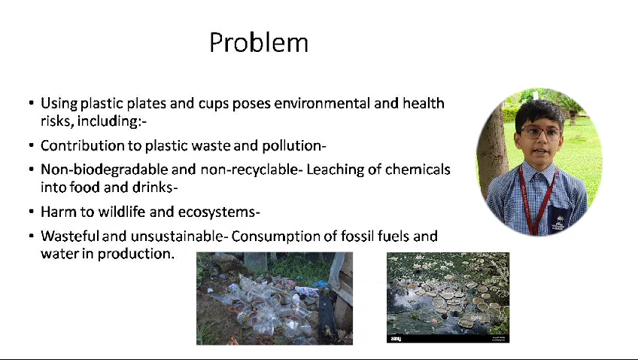 Problem
• Using plastic plates and cups poses environmental and health
risks, including:-
• Contribution to plastic waste and pollution-
• Non-biodegradable and non-recyclable- Leaching of chemicals
into food and drinks-
• Harm to wildlife and ecosystems-
• Wasteful and unsustainable- Consumption of fossil fuels and
water in production.
alamy